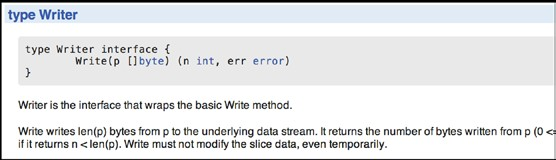 type Writer
type Writer interface {
Write(p []byte) (n int, err error)
}
Writer is the interface that wraps the basic Write method.
Write writes len(p) bytes from p to the underlying data stream. It returns the number of bytes written from p (0 <=
if it returns n < len(p). Write must not modify the slice data, even temporarily.